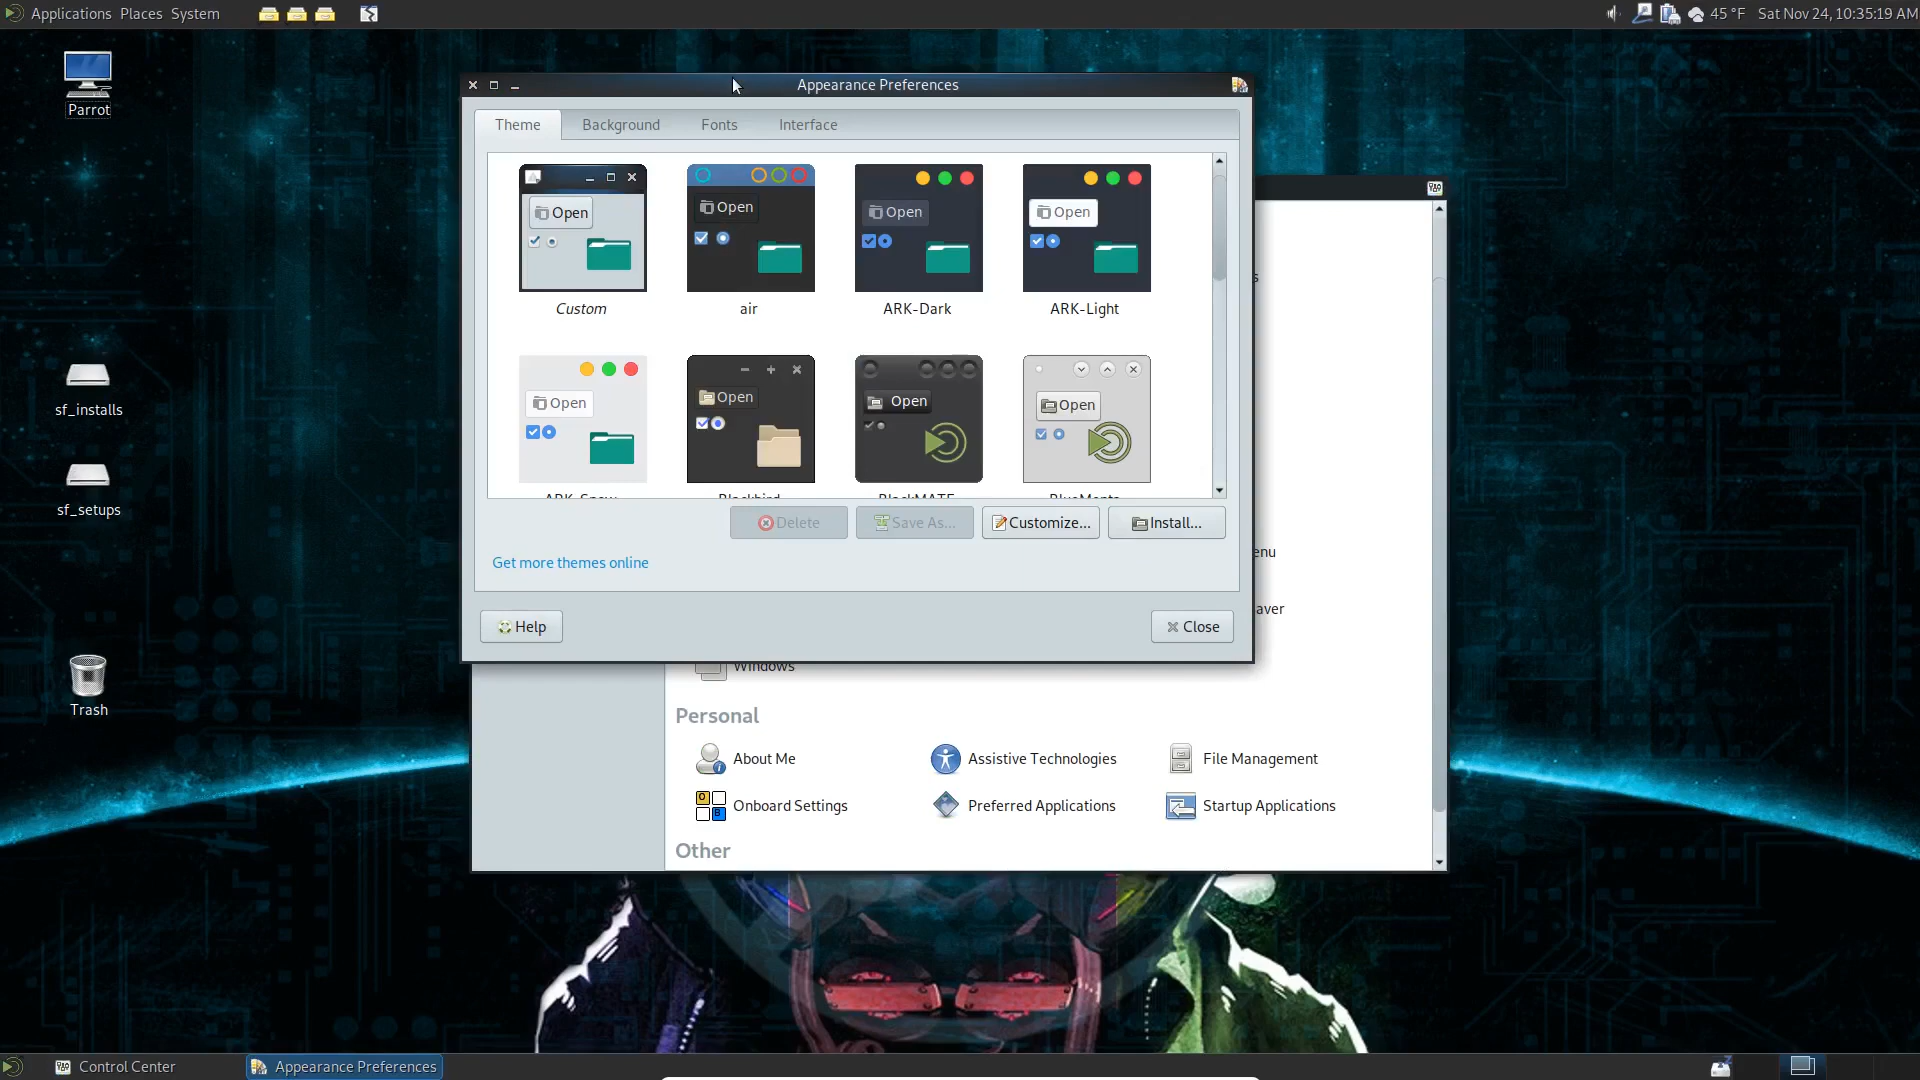 Applications Places System
45 °F Sat Nov 24, 10:35:19 AM
Parrot
sf_installs
sf_setups
Trash
Appearance Preferences
Theme Background Fonts Interface
Open Open Open Open
Custom air ARK-Dark ARK-Light
Open Open Open Open
Delete Save As... Customize... Install...
Get more themes online
Help Close
enu
aver
Windows
Personal
About Me Assistive Technologies File Management
Onboard Settings Preferred Applications Startup Applications
Other
Control Center Appearance Preferences